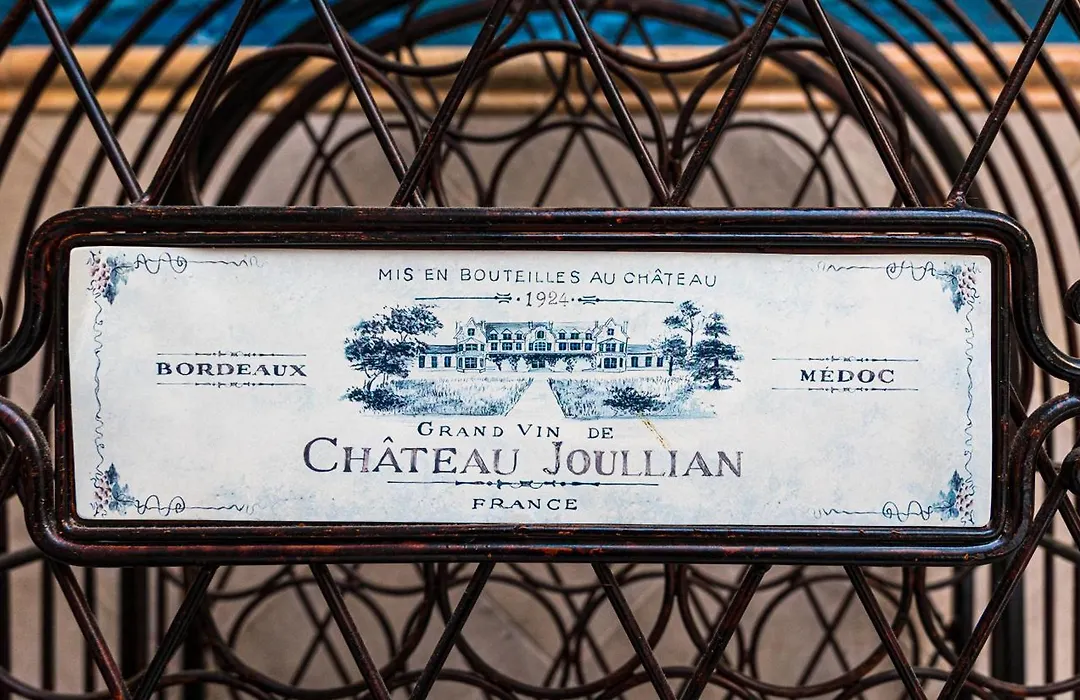 MIS EN BOUTEILLES AU CHÂTEAU
· 1924 ·
BORDEAUX
MÉDOC
GRAND VIN DE
CHÂTEAU JOULLIAN
FRANCE